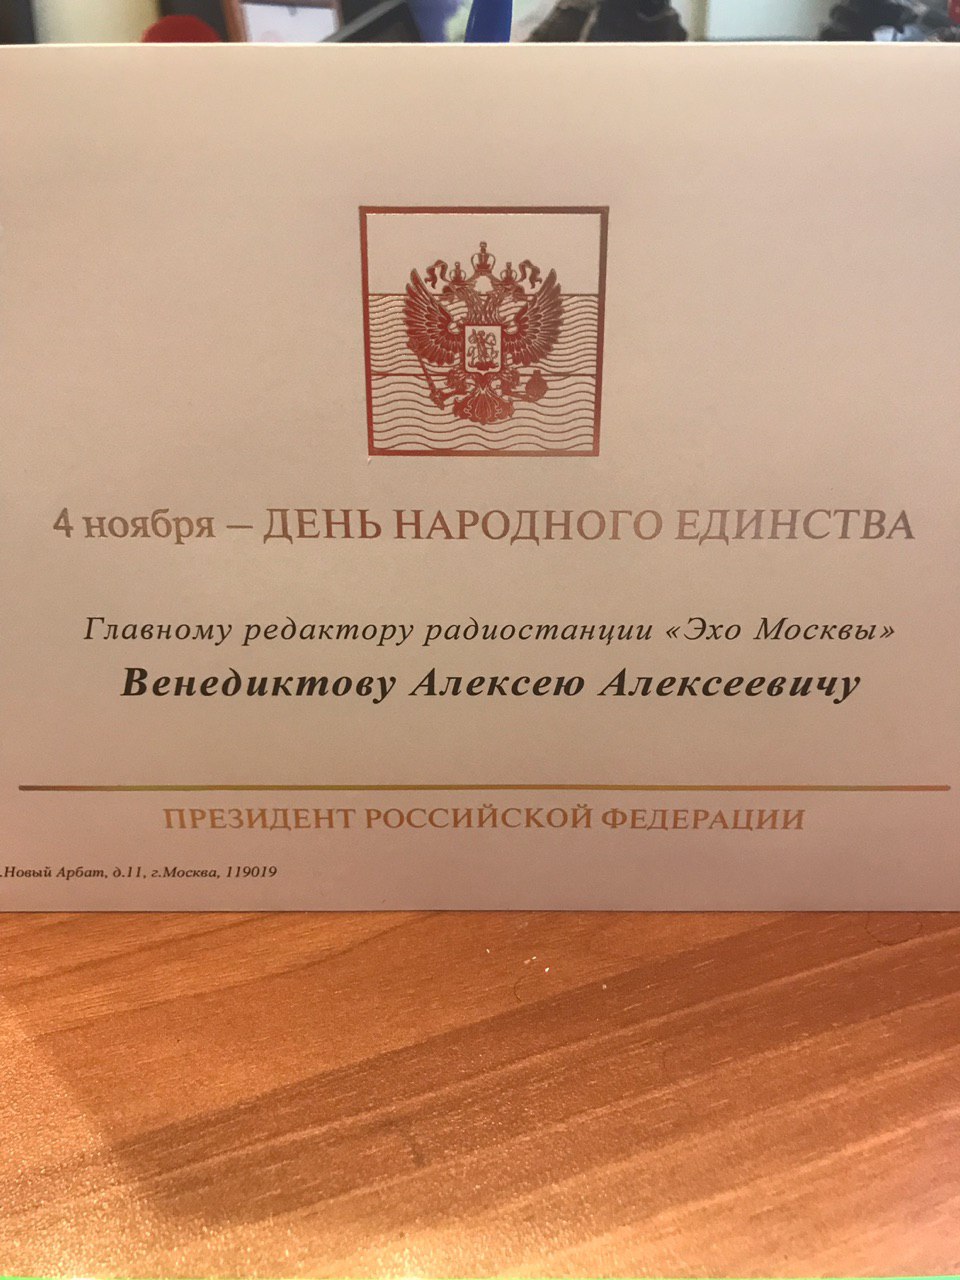 4 ноября — ДЕНЬ НАРОДНОГО ЕДИНСТВА
Главному редактору радиостанции «Эхо Москвы»
Венедиктову Алексею Алексеевичу
ПРЕЗИДЕНТ РОССИЙСКОЙ ФЕДЕРАЦИИ
.Новый Арбат, д.11, г.Москва, 119019